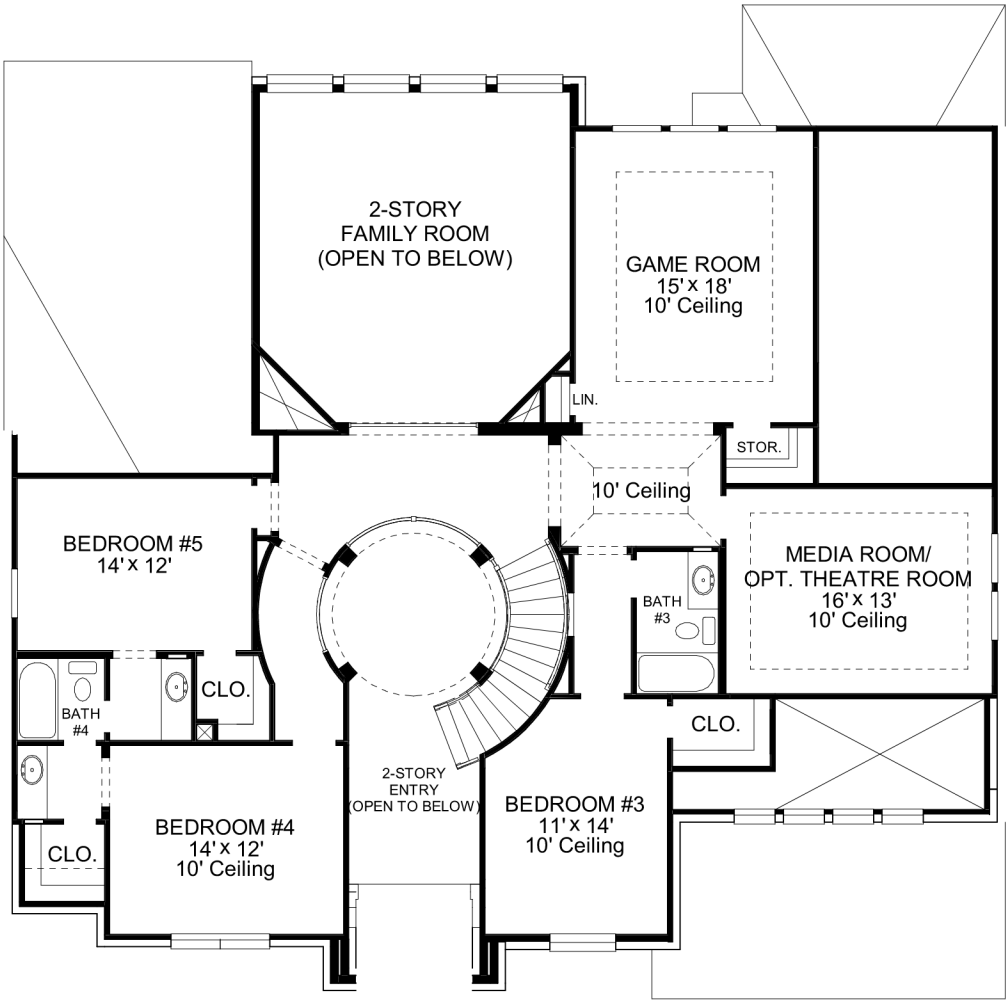 2-STORY
FAMILY ROOM
(OPEN TO BELOW)
GAME ROOM
15' x 18'
10' Ceiling
LIN.
STOR.
10' Ceiling
BEDROOM #5
14' x 12'
MEDIA ROOM/
OPT. THEATRE ROOM
16' x 13'
10' Ceiling
BATH
#3
CLO.
BATH
#4
CLO.
2-STORY
ENTRY
(OPEN TO BELOW)
BEDROOM #3
11' x 14'
10' Ceiling
BEDROOM #4
14' x 12'
10' Ceiling
CLO.